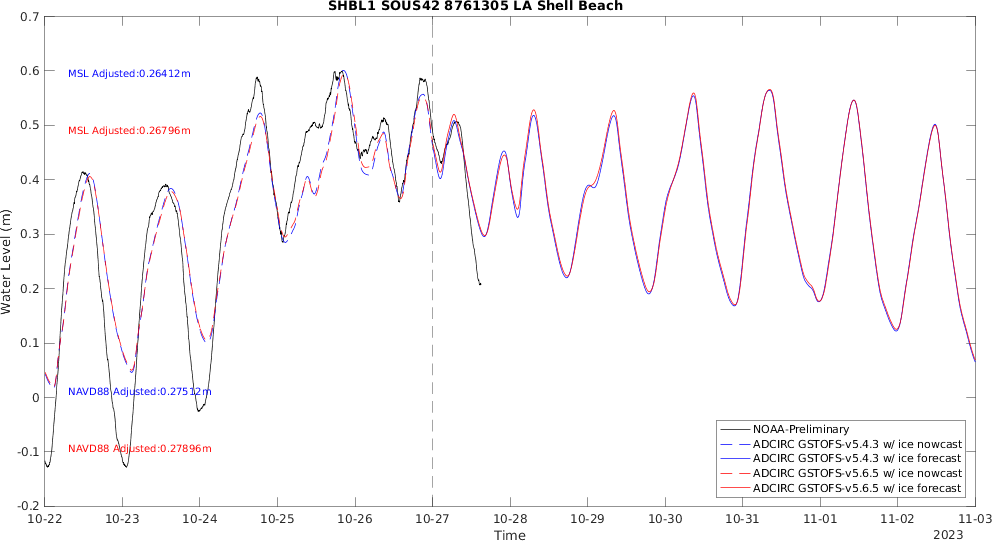 SHBL1 SOUS42 8761305 LA Shell Beach
0.7
0.6
0.5
0.4
0.3
0.2
0.1
0
-0.1
-0.2
Water Level (m)
MSL Adjusted:0.26412m
MSL Adjusted:0.26796m
NAVD88 Adjusted:0.27512m
NAVD88 Adjusted:0.27896m
NOAA-Preliminary
ADCIRC GSTOFS-v5.4.3 w/ ice nowcast
ADCIRC GSTOFS-v5.4.3 w/ ice forecast
ADCIRC GSTOFS-v5.6.5 w/ ice nowcast
ADCIRC GSTOFS-v5.6.5 w/ ice forecast
10-22 10-23 10-24 10-25 10-26 10-27 10-28 10-29 10-30 10-31 11-01 11-02 11-03
Time
2023